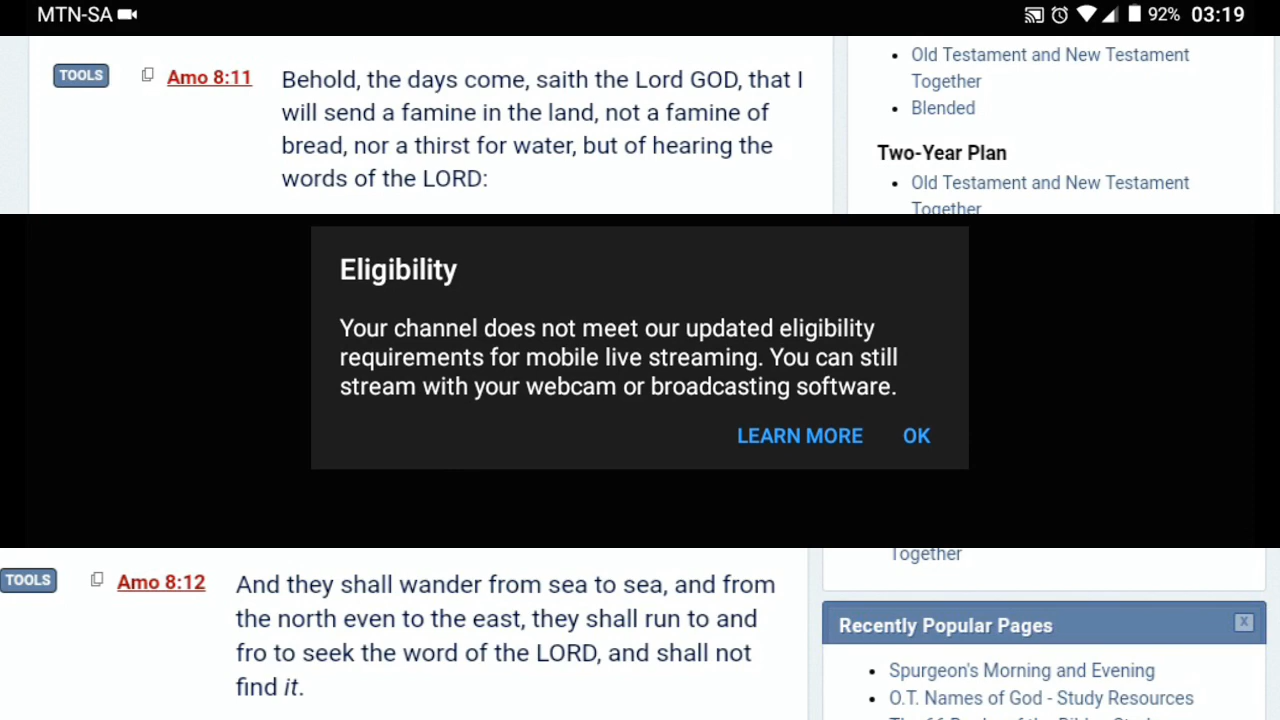 MTN-SA
92% 03:19
TOOLS Amo 8:11 Behold, the days come, saith the Lord GOD, that I
will send a famine in the land, not a famine of
bread, nor a thirst for water, but of hearing the
words of the LORD:
Old Testament and New Testament
Together
Blended
Two-Year Plan
Old Testament and New Testament
Together
Eligibility
Your channel does not meet our updated eligibility
requirements for mobile live streaming. You can still
stream with your webcam or broadcasting software.
LEARN MORE OK
TOOLS Amo 8:12 And they shall wander from sea to sea, and from
the north even to the east, they shall run to and
fro to seek the word of the LORD, and shall not
find it.
Together
Recently Popular Pages X
Spurgeon's Morning and Evening
O.T. Names of God - Study Resources